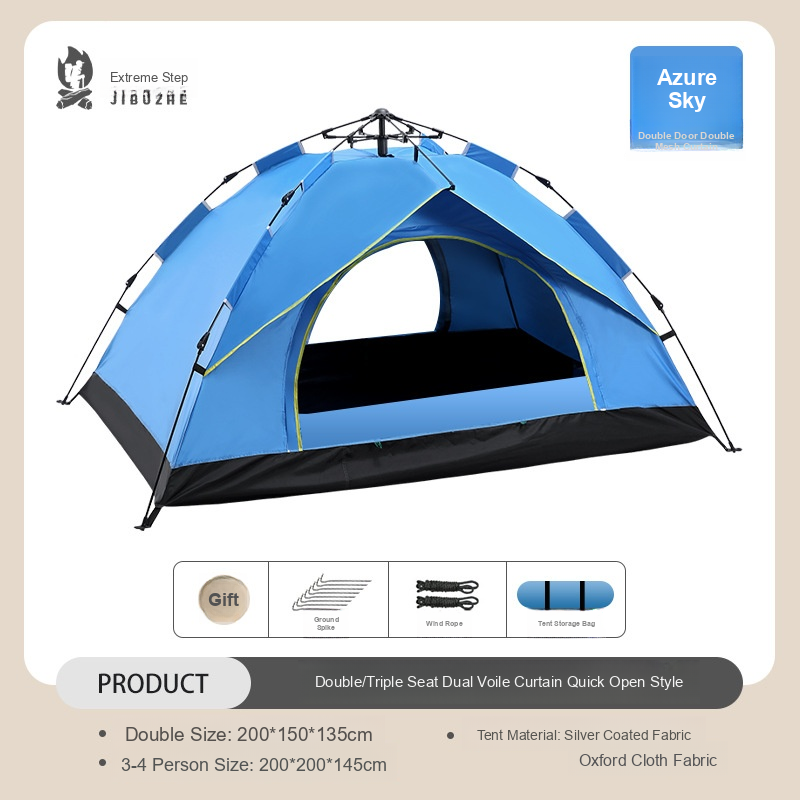 Extreme Step
Azure
Sky
Double Door Double
Gift
Ground
Spike
Wind Rope
Tent Storage Bag
PRODUCT
Double/Triple Seat Dual Voile Curtain Quick Open Style
Double Size: 200*150*135cm
3-4 Person Size: 200*200*145cm
Tent Material: Silver Coated Fabric
Oxford Cloth Fabric